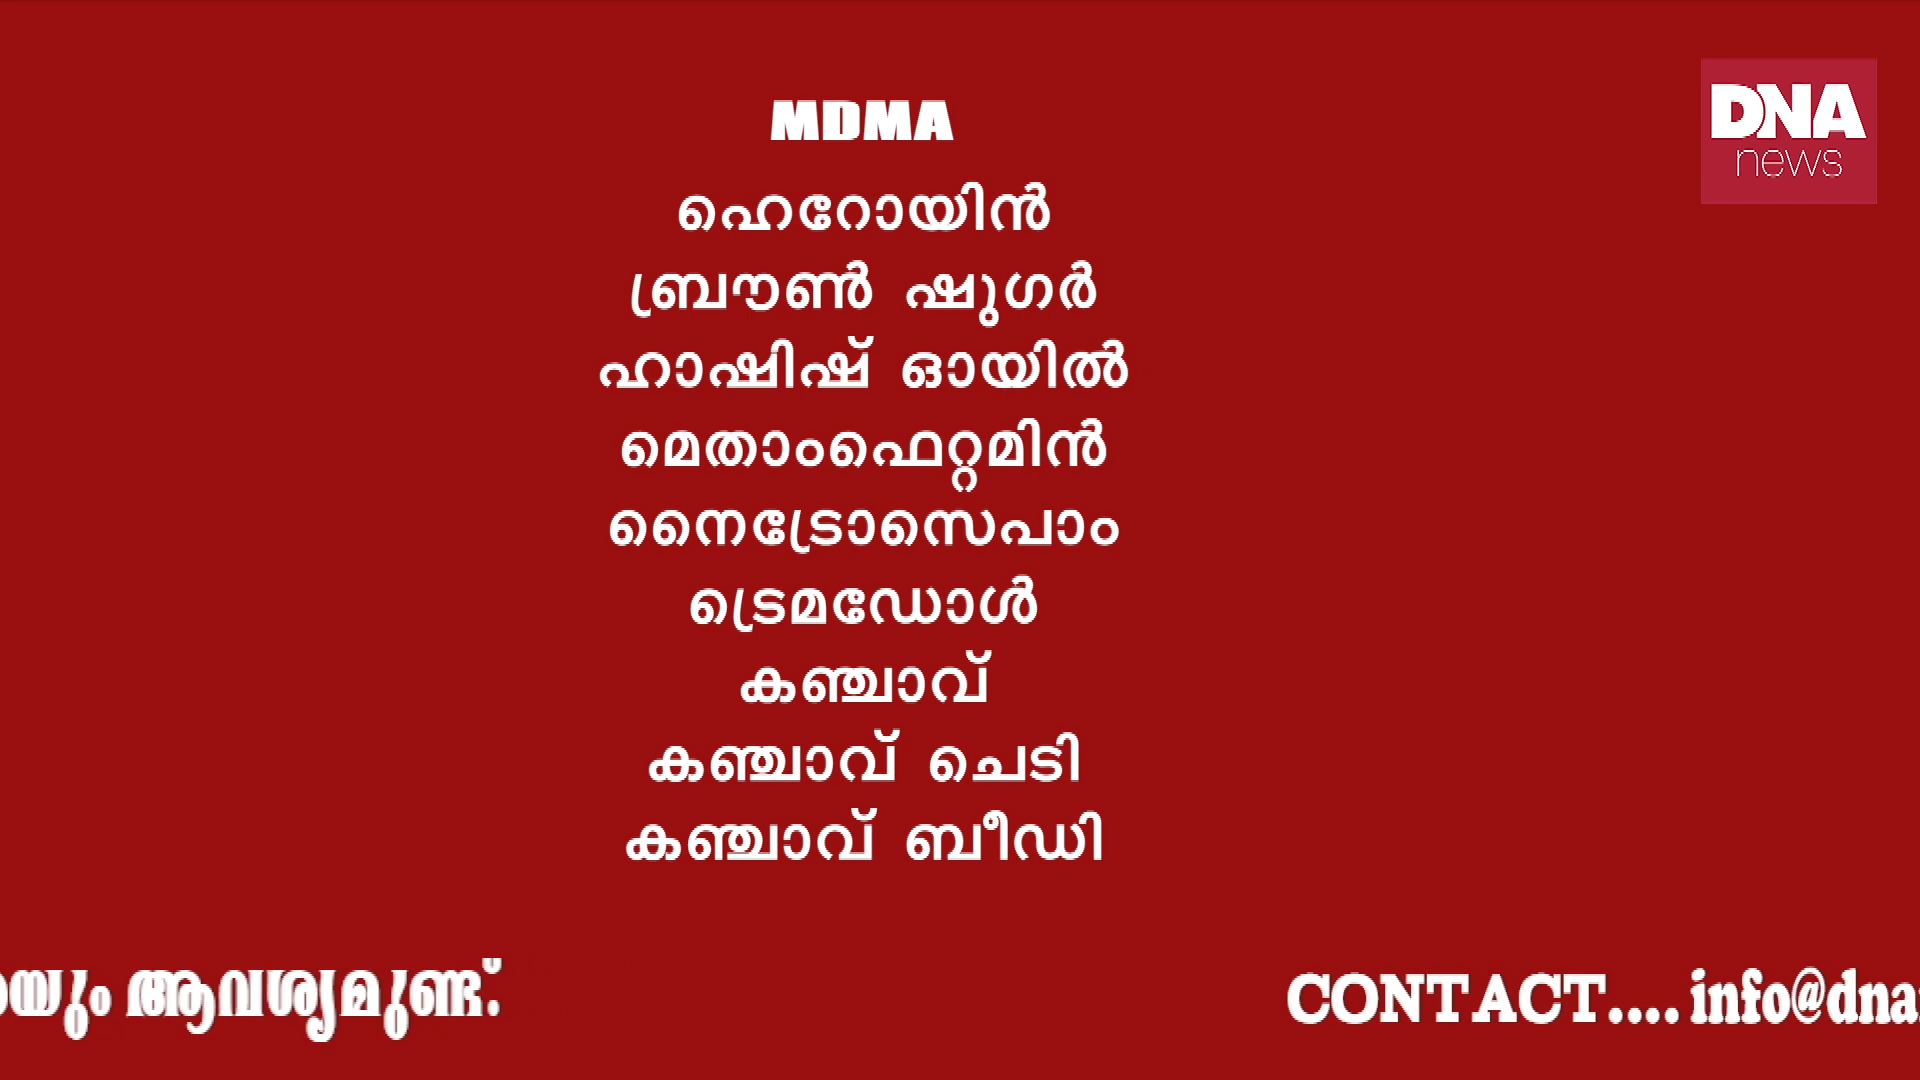 MDMA
DNA
news
ഹെറോയിൻ
ബ്രൗൺ ഷുഗർ
ഹാഷിഷ് ഓയിൽ
മെതാംഫെറ്റമിൻ
നൈട്രോസെപാം
ട്രെമഡോൾ
കഞ്ചാവ്
കഞ്ചാവ് ചെടി
കഞ്ചാവ് ബീഡി
ആവശ്യമുണ്ട്. CONTACT.... info@dna